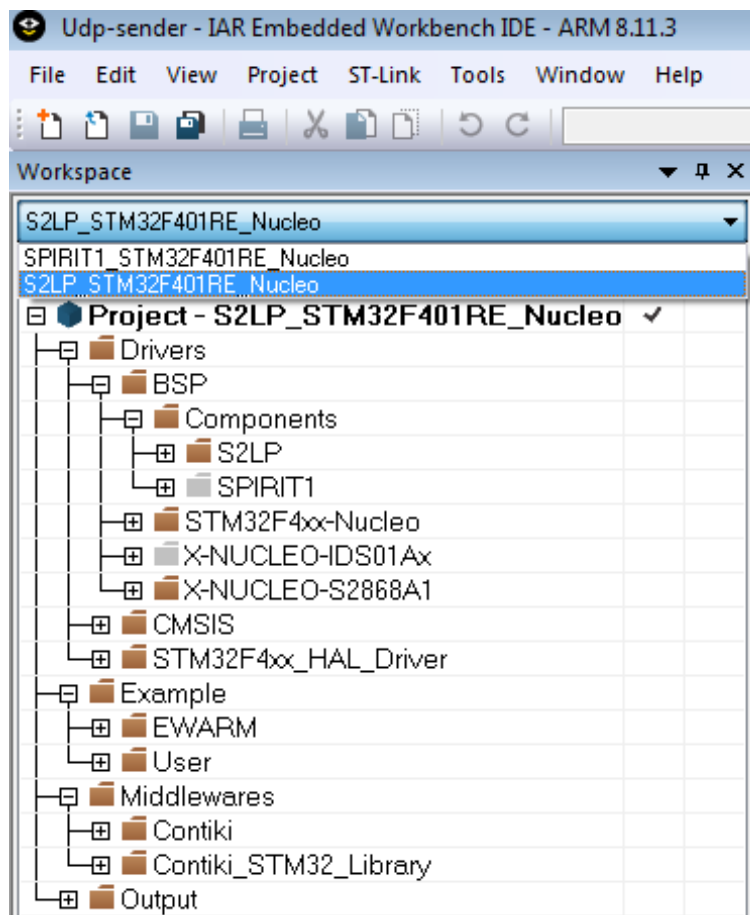 Udp-sender - IAR Embedded Workbench IDE - ARM 8.11.3
File Edit View Project ST-Link Tools Window Help
Workspace
S2LP_STM32F401RE_Nucleo
SPIRIT1_STM32F401RE_Nucleo
S2LP_STM32F401RE_Nucleo
Project - S2LP_STM32F401RE_Nucleo
Drivers
BSP
Components
S2LP
SPIRIT1
STM32F4xx-Nucleo
X-NUCLEO-IDS01Ax
X-NUCLEO-S2868A1
CMSIS
STM32F4xx_HAL_Driver
Example
EWARM
User
Middlewares
Contiki
Contiki_STM32_Library
Output